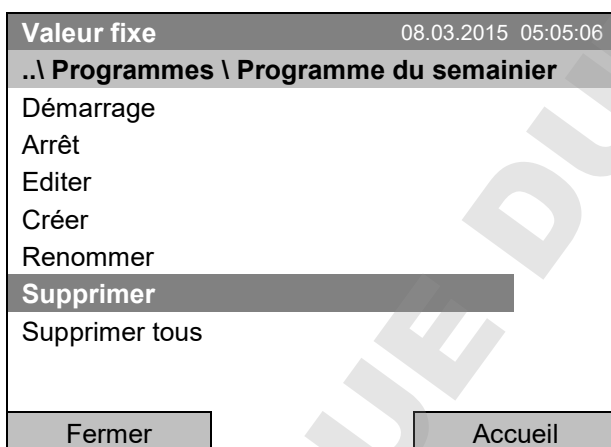 Valeur fixe 08.03.2015 05:05:06
..\ Programmes \ Programme du semainier
Démarrage
Arrêt
Editer
Créer
Renommer
Supprimer
Supprimer tous
Fermer Accueil